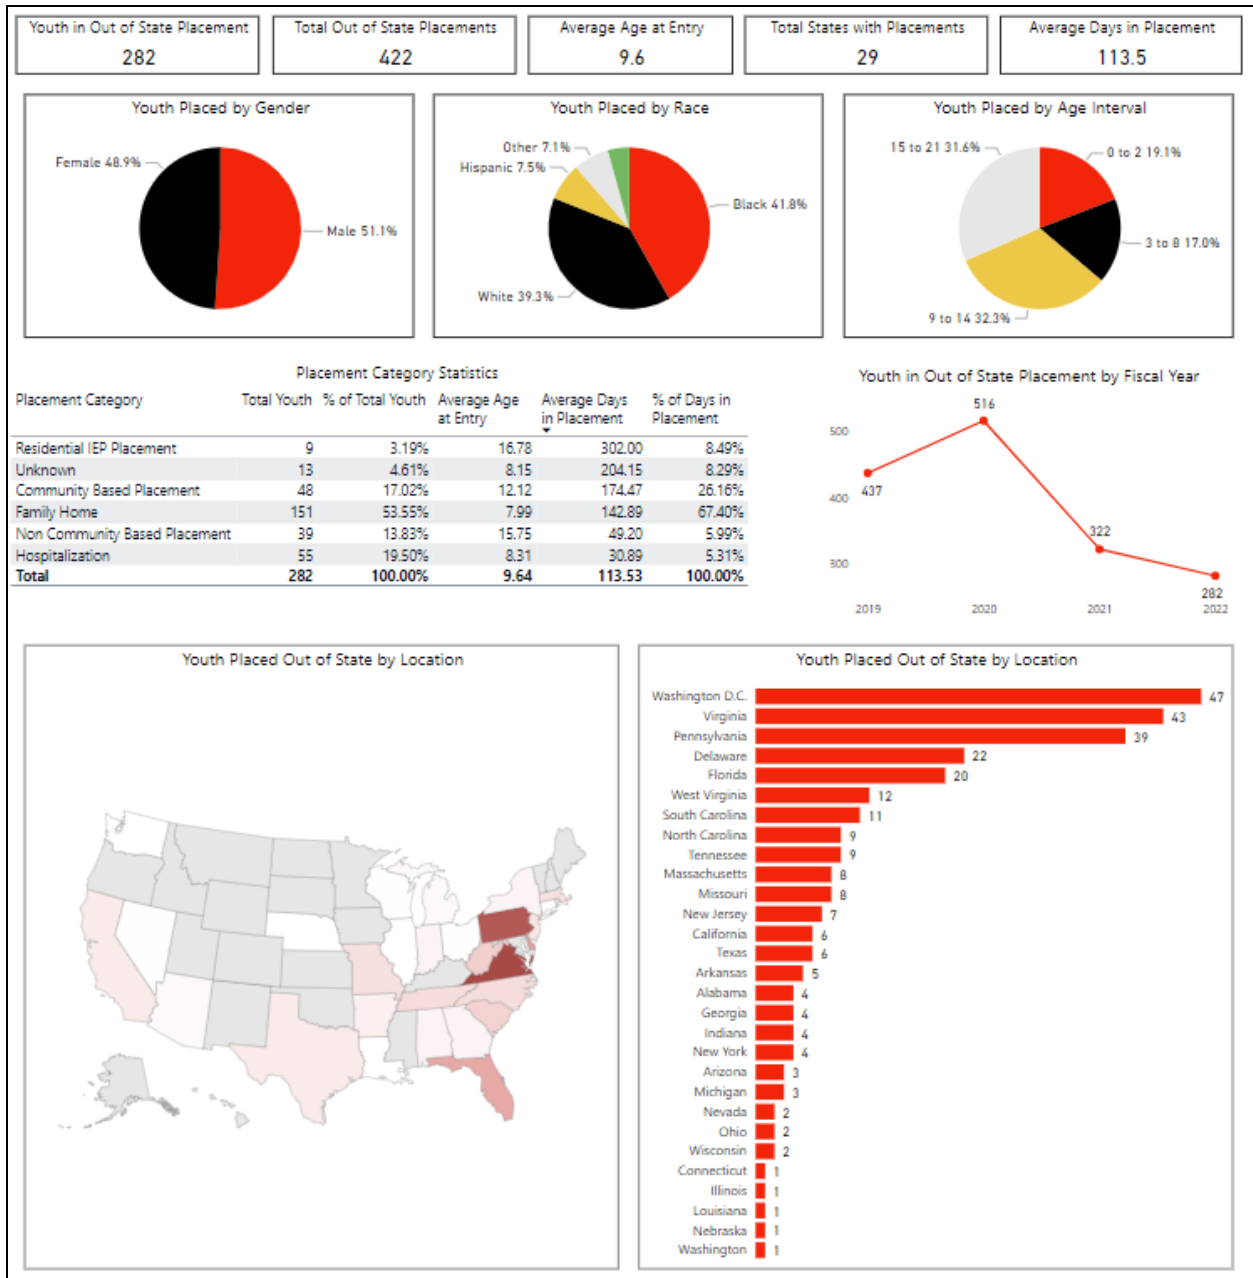 Youth in Out of State Placement
282
Total Out of State Placements
422
Average Age at Entry
9.6
Total States with Placements
29
Average Days in Placement
113.5
Youth Placed by Gender
Female 48.9%
Male 51.1%
Youth Placed by Race
Other 7.1%
Hispanic 7.5%
Black 41.8%
White 39.3%
Youth Placed by Age Interval
15 to 21 31.6%
0 to 2 19.1%
3 to 8 17.0%
9 to 14 32.3%
Placement Category Statistics
Placement Category Total Youth % of Total Youth Average Age at Entry Average Days in Placement % of Days in Placement
Residential IEP Placement 9 3.19% 16.78 302.00 8.49%
Unknown 13 4.61% 8.15 204.15 8.29%
Community Based Placement 48 17.02% 12.12 174.47 26.16%
Family Home 151 53.55% 7.99 142.89 67.40%
Non Community Based Placement 39 13.83% 15.75 49.20 5.99%
Hospitalization 55 19.50% 8.31 30.89 5.31%
Total 282 100.00% 9.64 113.53 100.00%
Youth in Out of State Placement by Fiscal Year
516
500
437
400
322
300
282
2019 2020 2021 2022
Youth Placed Out of State by Location
Youth Placed Out of State by Location
Washington D.C. 47
Virginia 43
Pennsylvania 39
Delaware 22
Florida 20
West Virginia 12
South Carolina 11
North Carolina 9
Tennessee 9
Massachusetts 8
Missouri 8
New Jersey 7
California 6
Texas 6
Arkansas 5
Alabama 4
Georgia 4
Indiana 4
New York 4
Arizona 3
Michigan 3
Nevada 2
Ohio 2
Wisconsin 2
Connecticut 1
Illinois 1
Louisiana 1
Nebraska 1
Washington 1